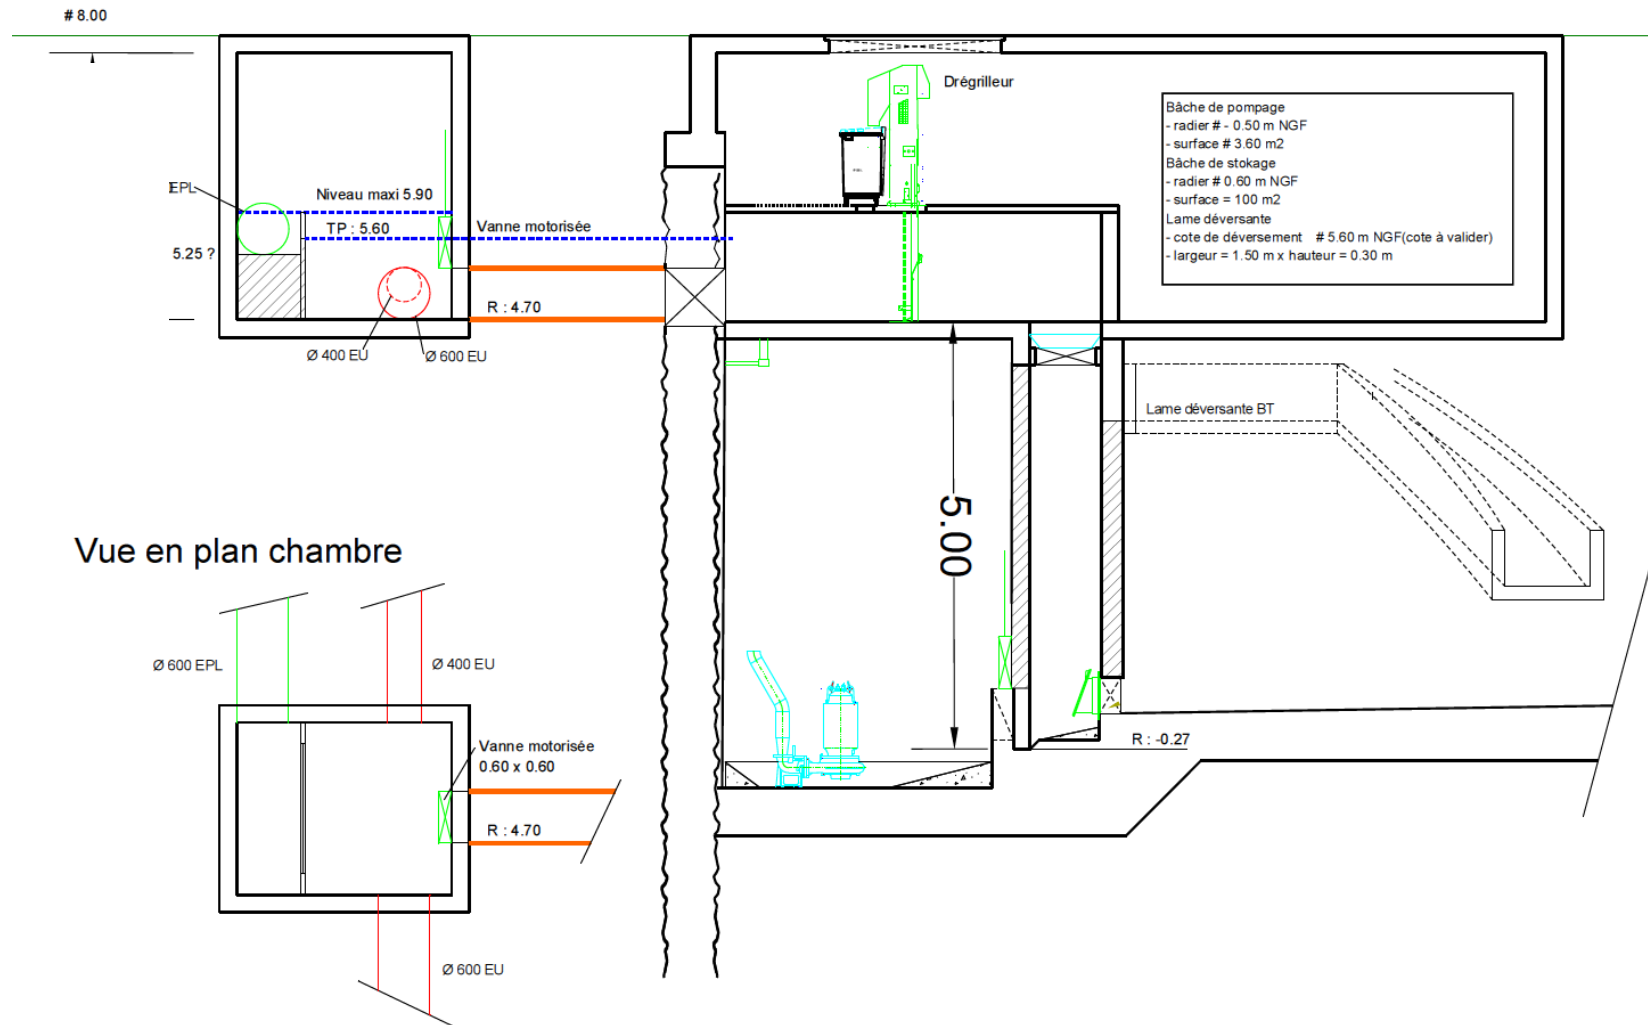 # 8.00
Drégrilleur
Bâche de pompage
- radier # - 0.50 m NGF
- surface # 3.60 m2
Bâche de stokage
- radier # 0.60 m NGF
- surface = 100 m2
Lame déversante
- cote de déversement # 5.60 m NGF(cote à valider)
- largeur = 1.50 m x hauteur = 0.30 m
EPL
Niveau maxi 5.90
TP : 5.60
Vanne motorisée
5.25 ?
R : 4.70
Ø 400 EU
Ø 600 EU
Lame déversante BT
5.00
R : -0.27
Vue en plan chambre
Ø 600 EPL
Ø 400 EU
Vanne motorisée
0.60 x 0.60
R : 4.70
Ø 600 EU